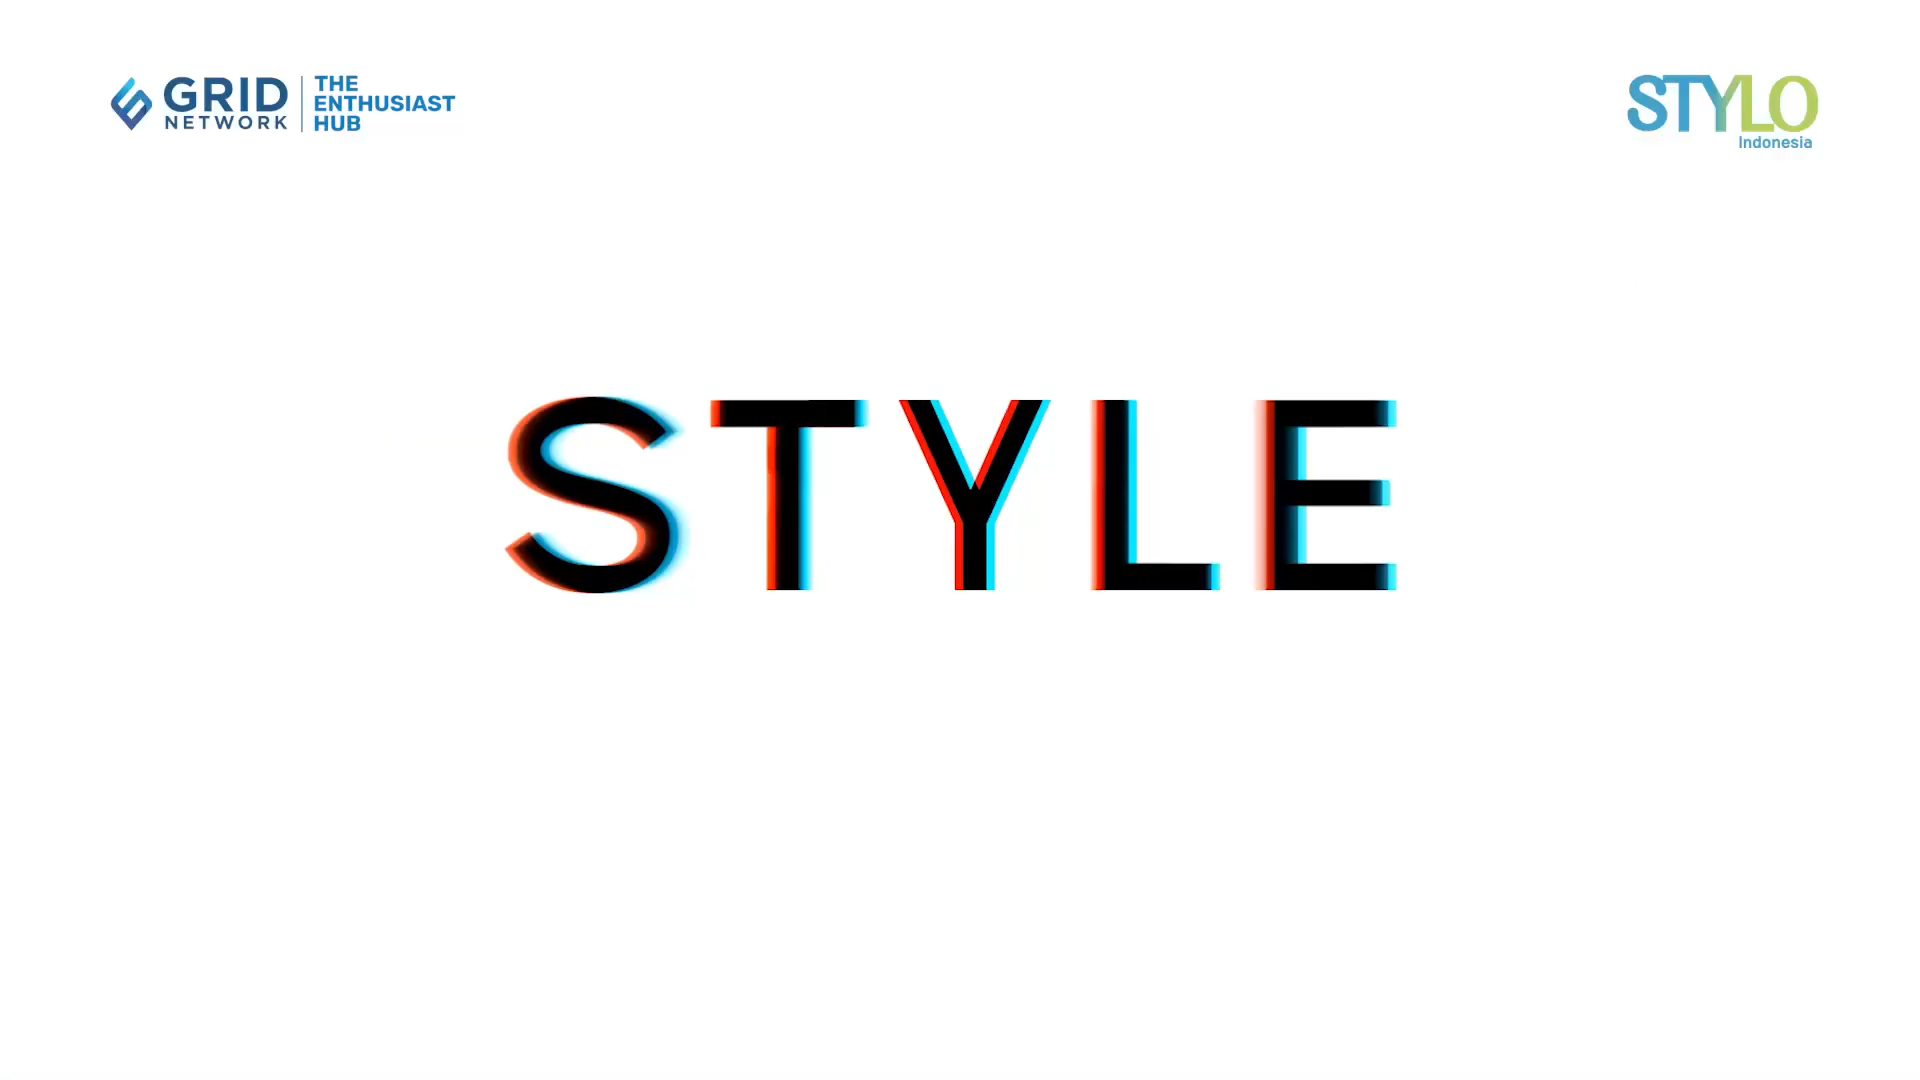 GRID
NETWORK
THE
ENTHUSIAST
HUB
STYLO
Indonesia
STYLE